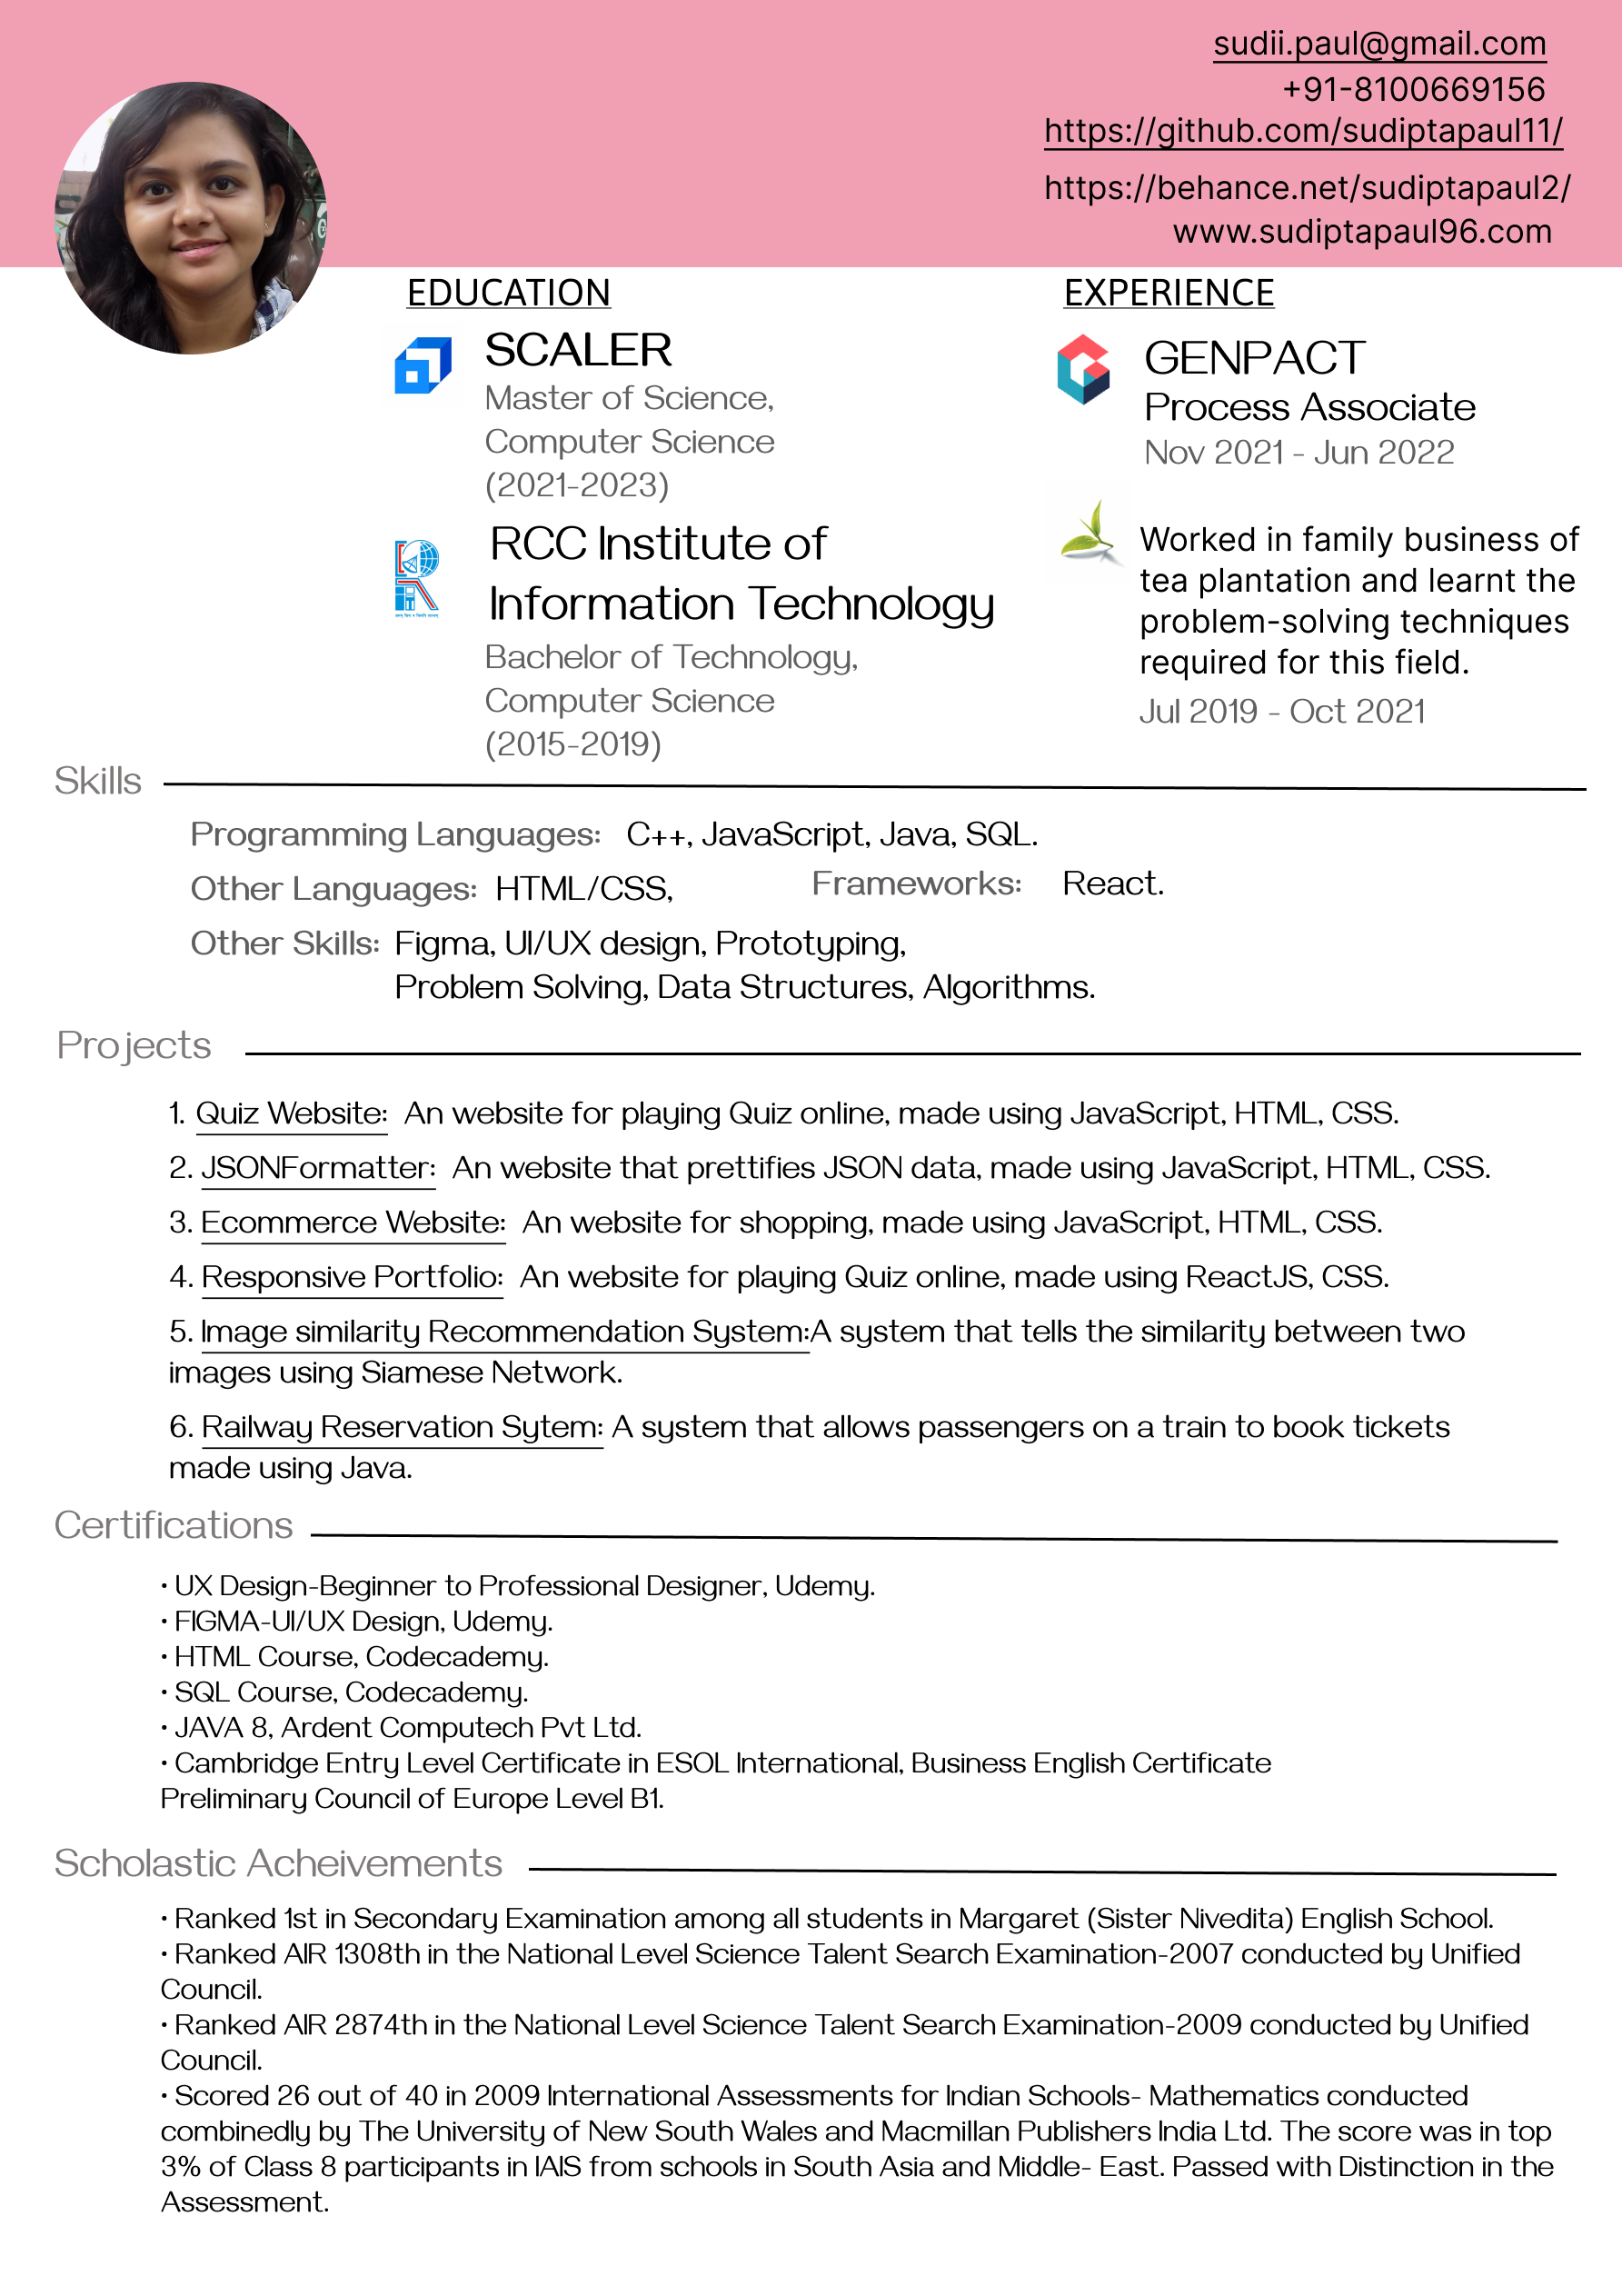 sudii.paul@gmail.com
+91-8100669156
https://github.com/sudiptapaul11/
https://behance.net/sudiptapaul2/
www.sudiptapaul96.com
EDUCATION
SCALER
Master of Science,
Computer Science
(2021-2023)
RCC Institute of
Information Technology
Bachelor of Technology,
Computer Science
(2015-2019)
EXPERIENCE
GENPACT
Process Associate
Nov 2021 - Jun 2022
Worked in family business of
tea plantation and learnt the
problem-solving techniques
required for this field.
Jul 2019 - Oct 2021
Skills
Programming Languages: C++, JavaScript, Java, SQL.
Other Languages: HTML/CSS, Frameworks: React.
Other Skills: Figma, UI/UX design, Prototyping,
Problem Solving, Data Structures, Algorithms.
Projects
1. Quiz Website: An website for playing Quiz online, made using JavaScript, HTML, CSS.
2. JSONFormatter: An website that prettifies JSON data, made using JavaScript, HTML, CSS.
3. Ecommerce Website: An website for shopping, made using JavaScript, HTML, CSS.
4. Responsive Portfolio: An website for playing Quiz online, made using ReactJS, CSS.
5. Image similarity Recommendation System:A system that tells the similarity between two
images using Siamese Network.
6. Railway Reservation Sytem: A system that allows passengers on a train to book tickets
made using Java.
Certifications
• UX Design-Beginner to Professional Designer, Udemy.
• FIGMA-UI/UX Design, Udemy.
• HTML Course, Codecademy.
• SQL Course, Codecademy.
• JAVA 8, Ardent Computech Pvt Ltd.
• Cambridge Entry Level Certificate in ESOL International, Business English Certificate
Preliminary Council of Europe Level B1.
Scholastic Acheivements
• Ranked 1st in Secondary Examination among all students in Margaret (Sister Nivedita) English School.
• Ranked AIR 1308th in the National Level Science Talent Search Examination-2007 conducted by Unified
Council.
• Ranked AIR 2874th in the National Level Science Talent Search Examination-2009 conducted by Unified
Council.
• Scored 26 out of 40 in 2009 International Assessments for Indian Schools- Mathematics conducted
combinedly by The University of New South Wales and Macmillan Publishers India Ltd. The score was in top
3% of Class 8 participants in IAIS from schools in South Asia and Middle- East. Passed with Distinction in the
Assessment.